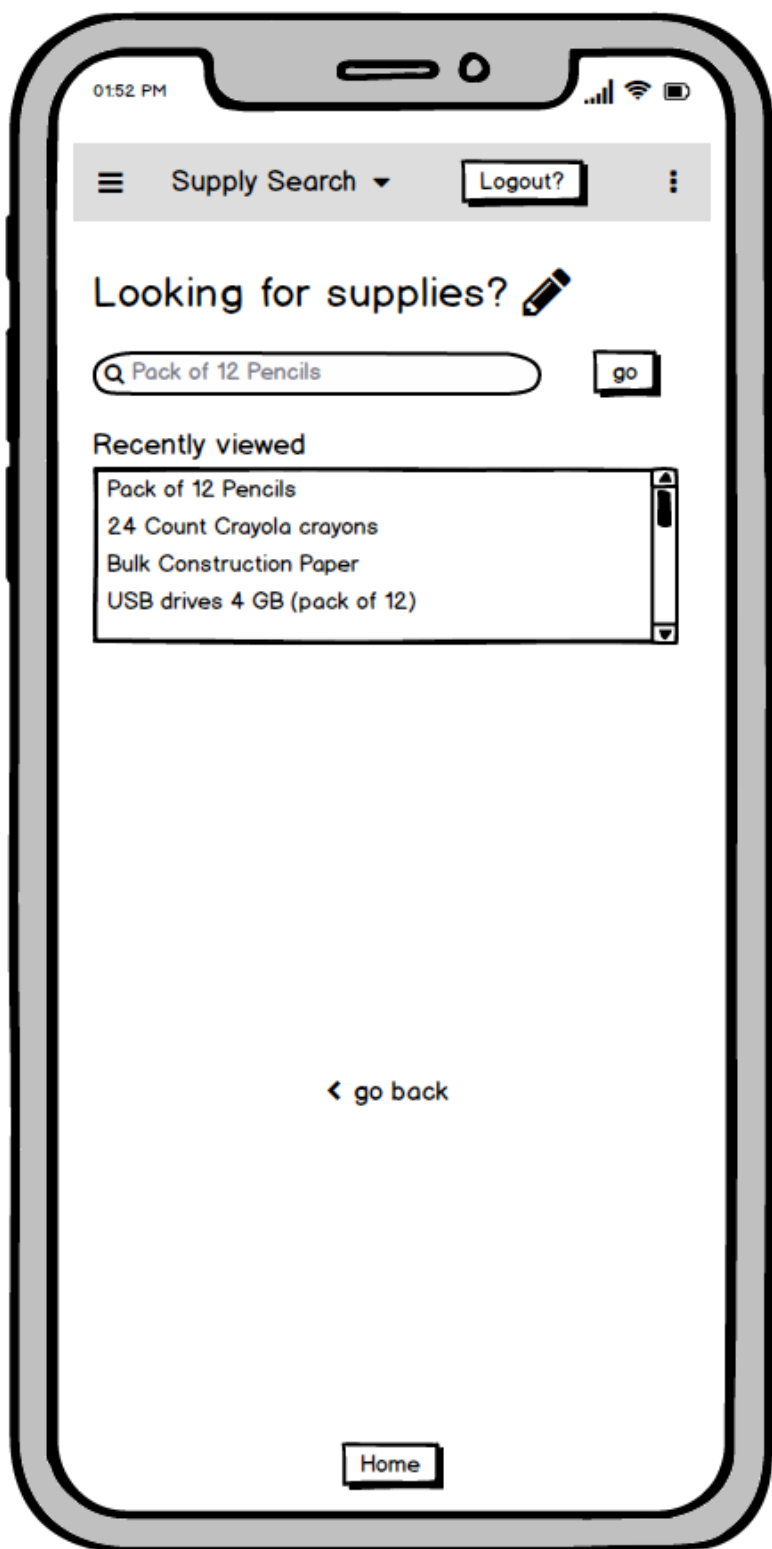 01:52 PM
Supply Search Logout?
Looking for supplies?
Pack of 12 Pencils go
Recently viewed
Pack of 12 Pencils
24 Count Crayola crayons
Bulk Construction Paper
USB drives 4 GB (pack of 12)
go back
Home